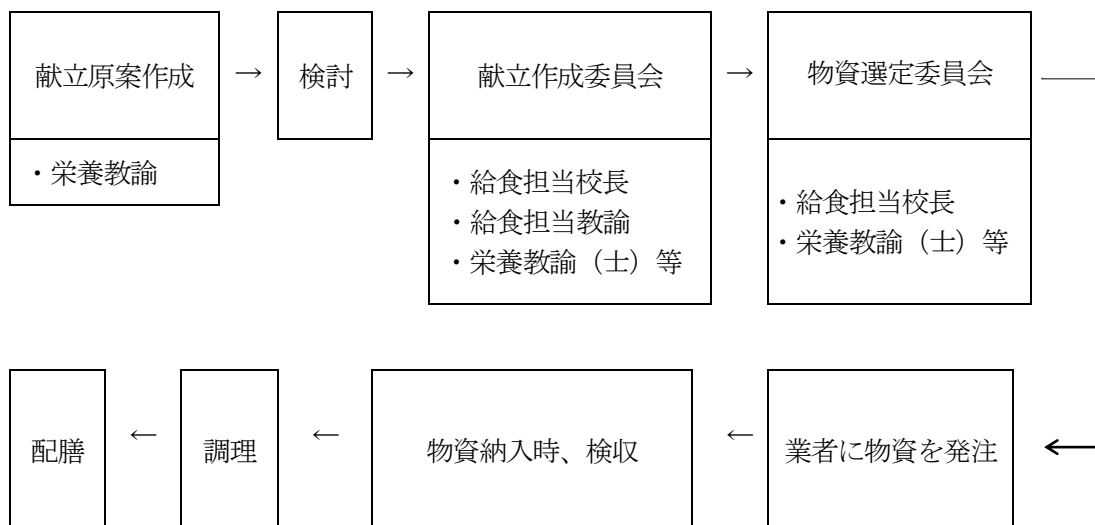 献立原案作成 → 検討 → 献立作成委員会 → 物資選定委員会
・栄養教諭
・給食担当校長
・給食担当教諭
・栄養教諭（士）等
・給食担当校長
・栄養教諭（士）等
配膳 ← 調理 ← 物資納入時、検収 ← 業者に物資を発注 ←